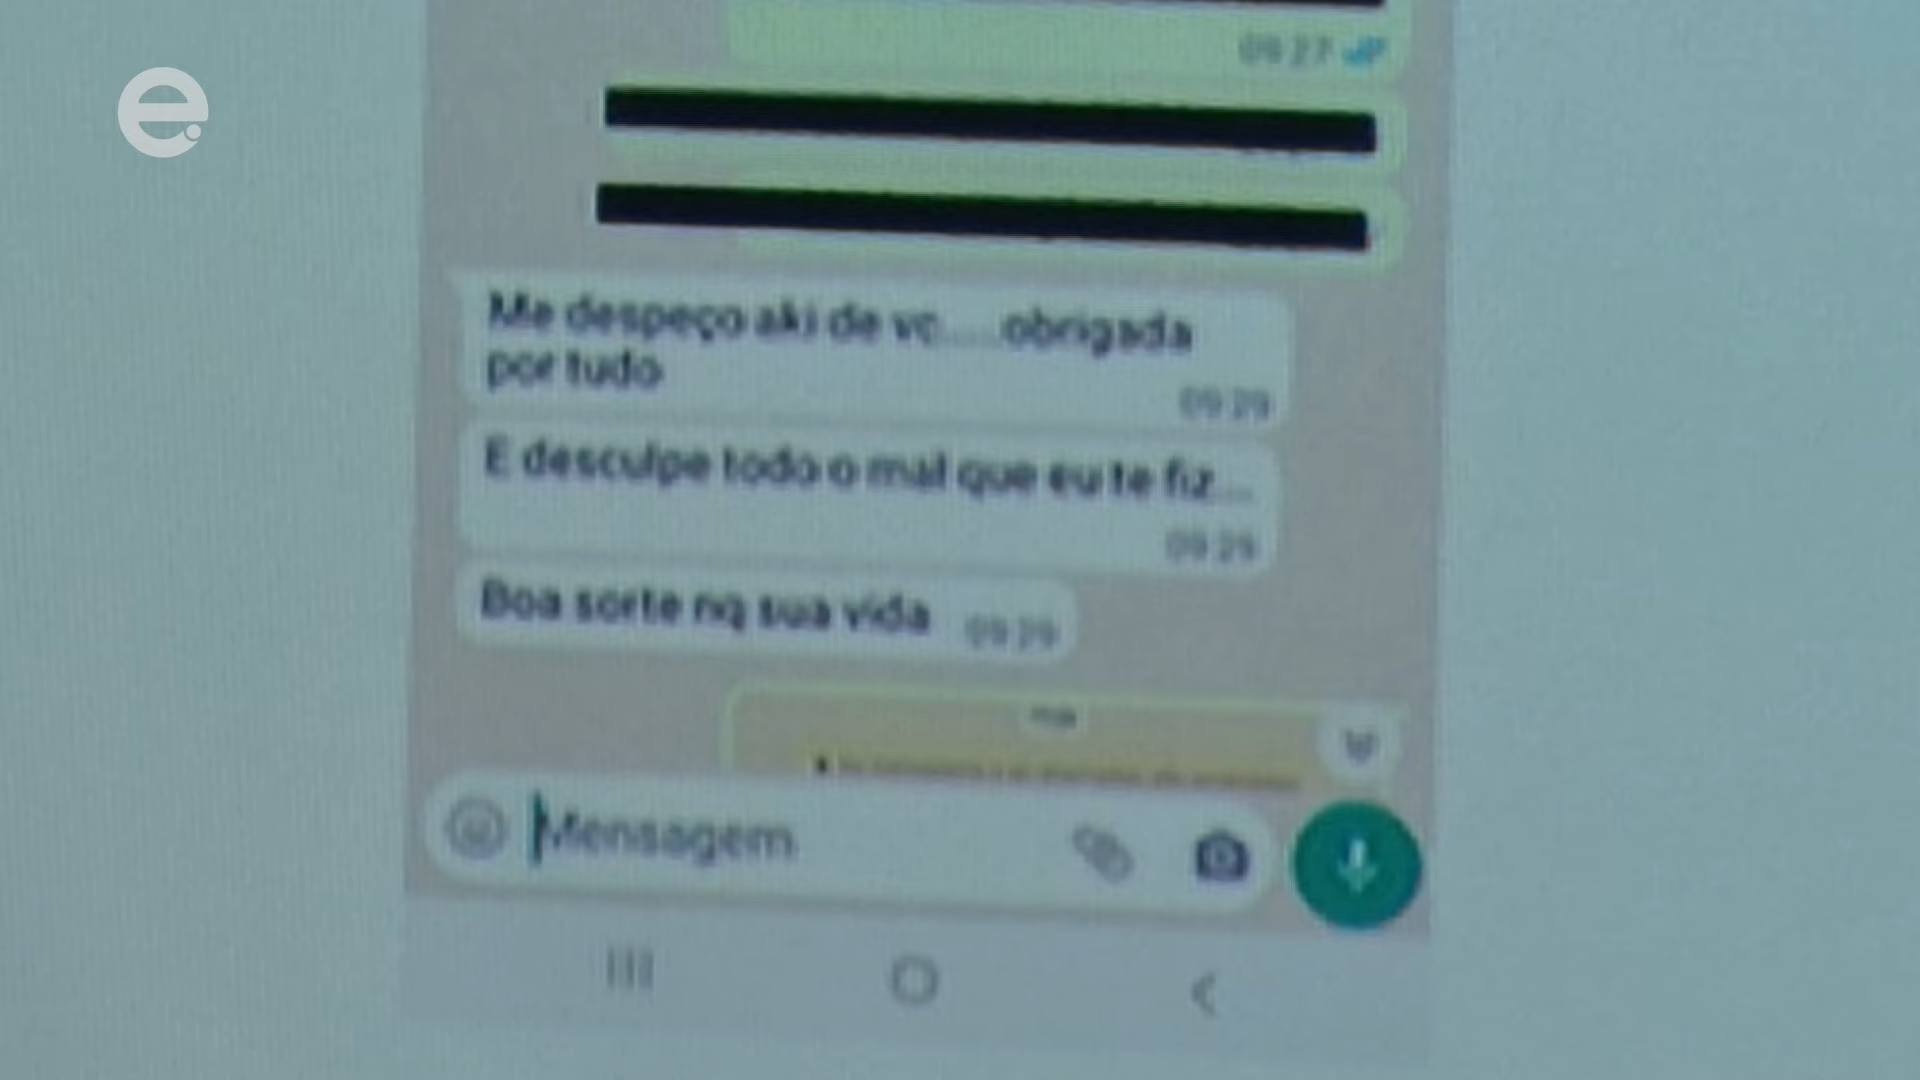 e.
09:27
Me despeço aki de vc.....obrigada
por tudo
09:29
E desculpe todo o mal que eu te fiz...
09:29
Boa sorte nq sua vida 09:29
Mensagem